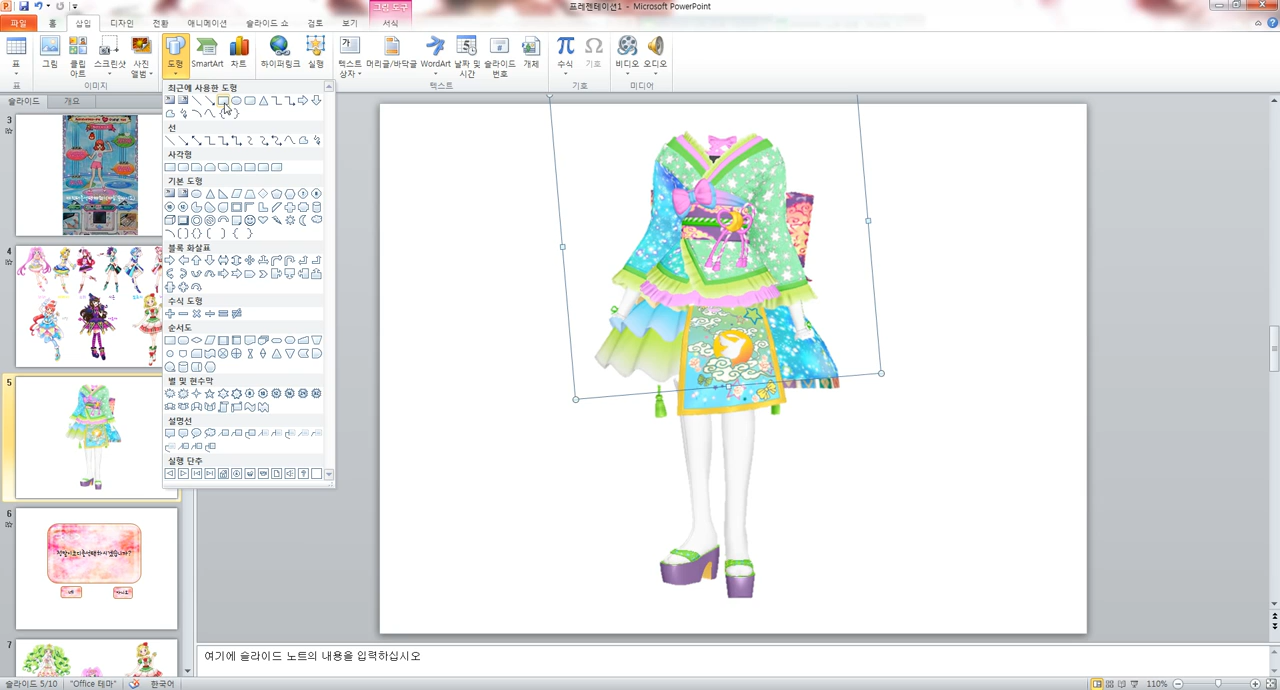 프레젠테이션1 - Microsoft PowerPoint
그림 도구
파일 홈 삽입 디자인 전환 애니메이션 슬라이드 쇼 검토 보기 서식
표 그림 클립 아트 스크린샷 사진 앨범 도형 SmartArt 차트 하이퍼링크 실행 텍스트 상자 머리글/바닥글 WordArt 날짜 및 시간 슬라이드 번호 개체 수식 기호 비디오 오디오
표 이미지 텍스트 기호 미디어
슬라이드 개요
최근에 사용한 도형
선
사각형
기본 도형
블록 화살표
수식 도형
순서도
별 및 현수막
설명선
실행 단추
3
4
5
6
7
여기에 슬라이드 노트의 내용을 입력하십시오
슬라이드 5/10 "Office 테마" 한국어 110%